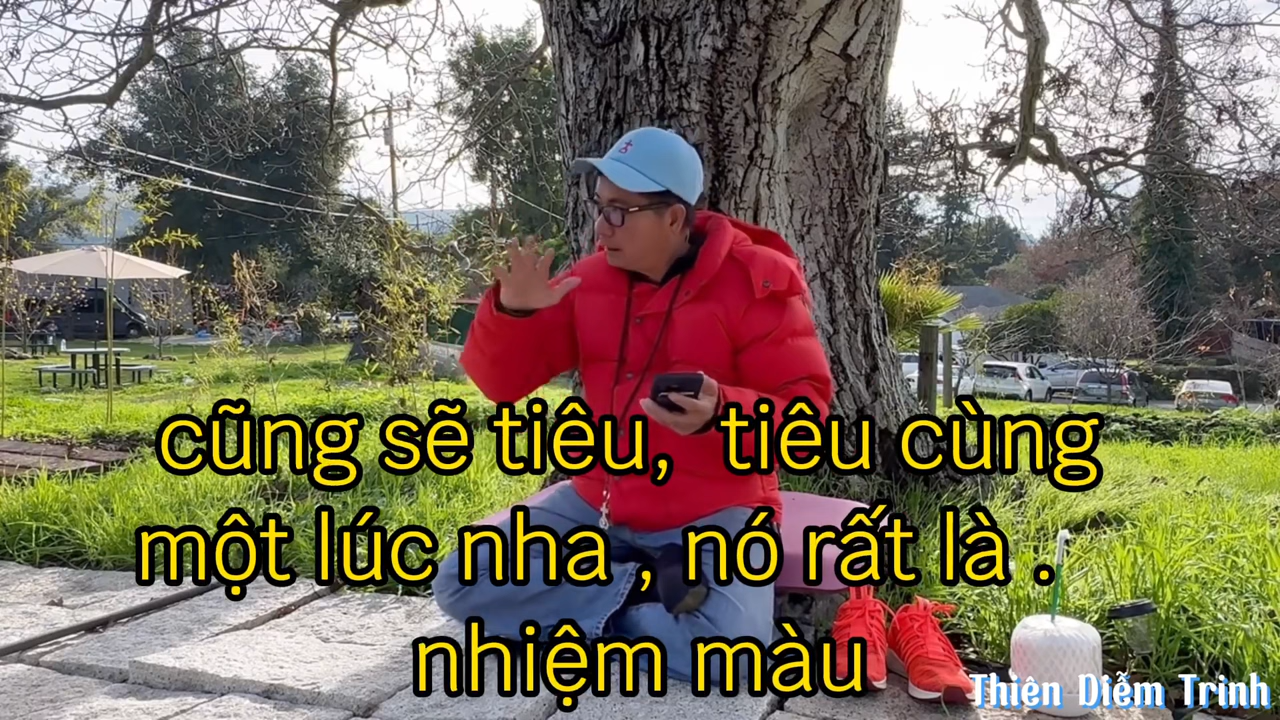 cũng sẽ tiêu, tiêu cùng
một lúc nha , nó rất là .
nhiệm màu
Thiên Diễm Trinh